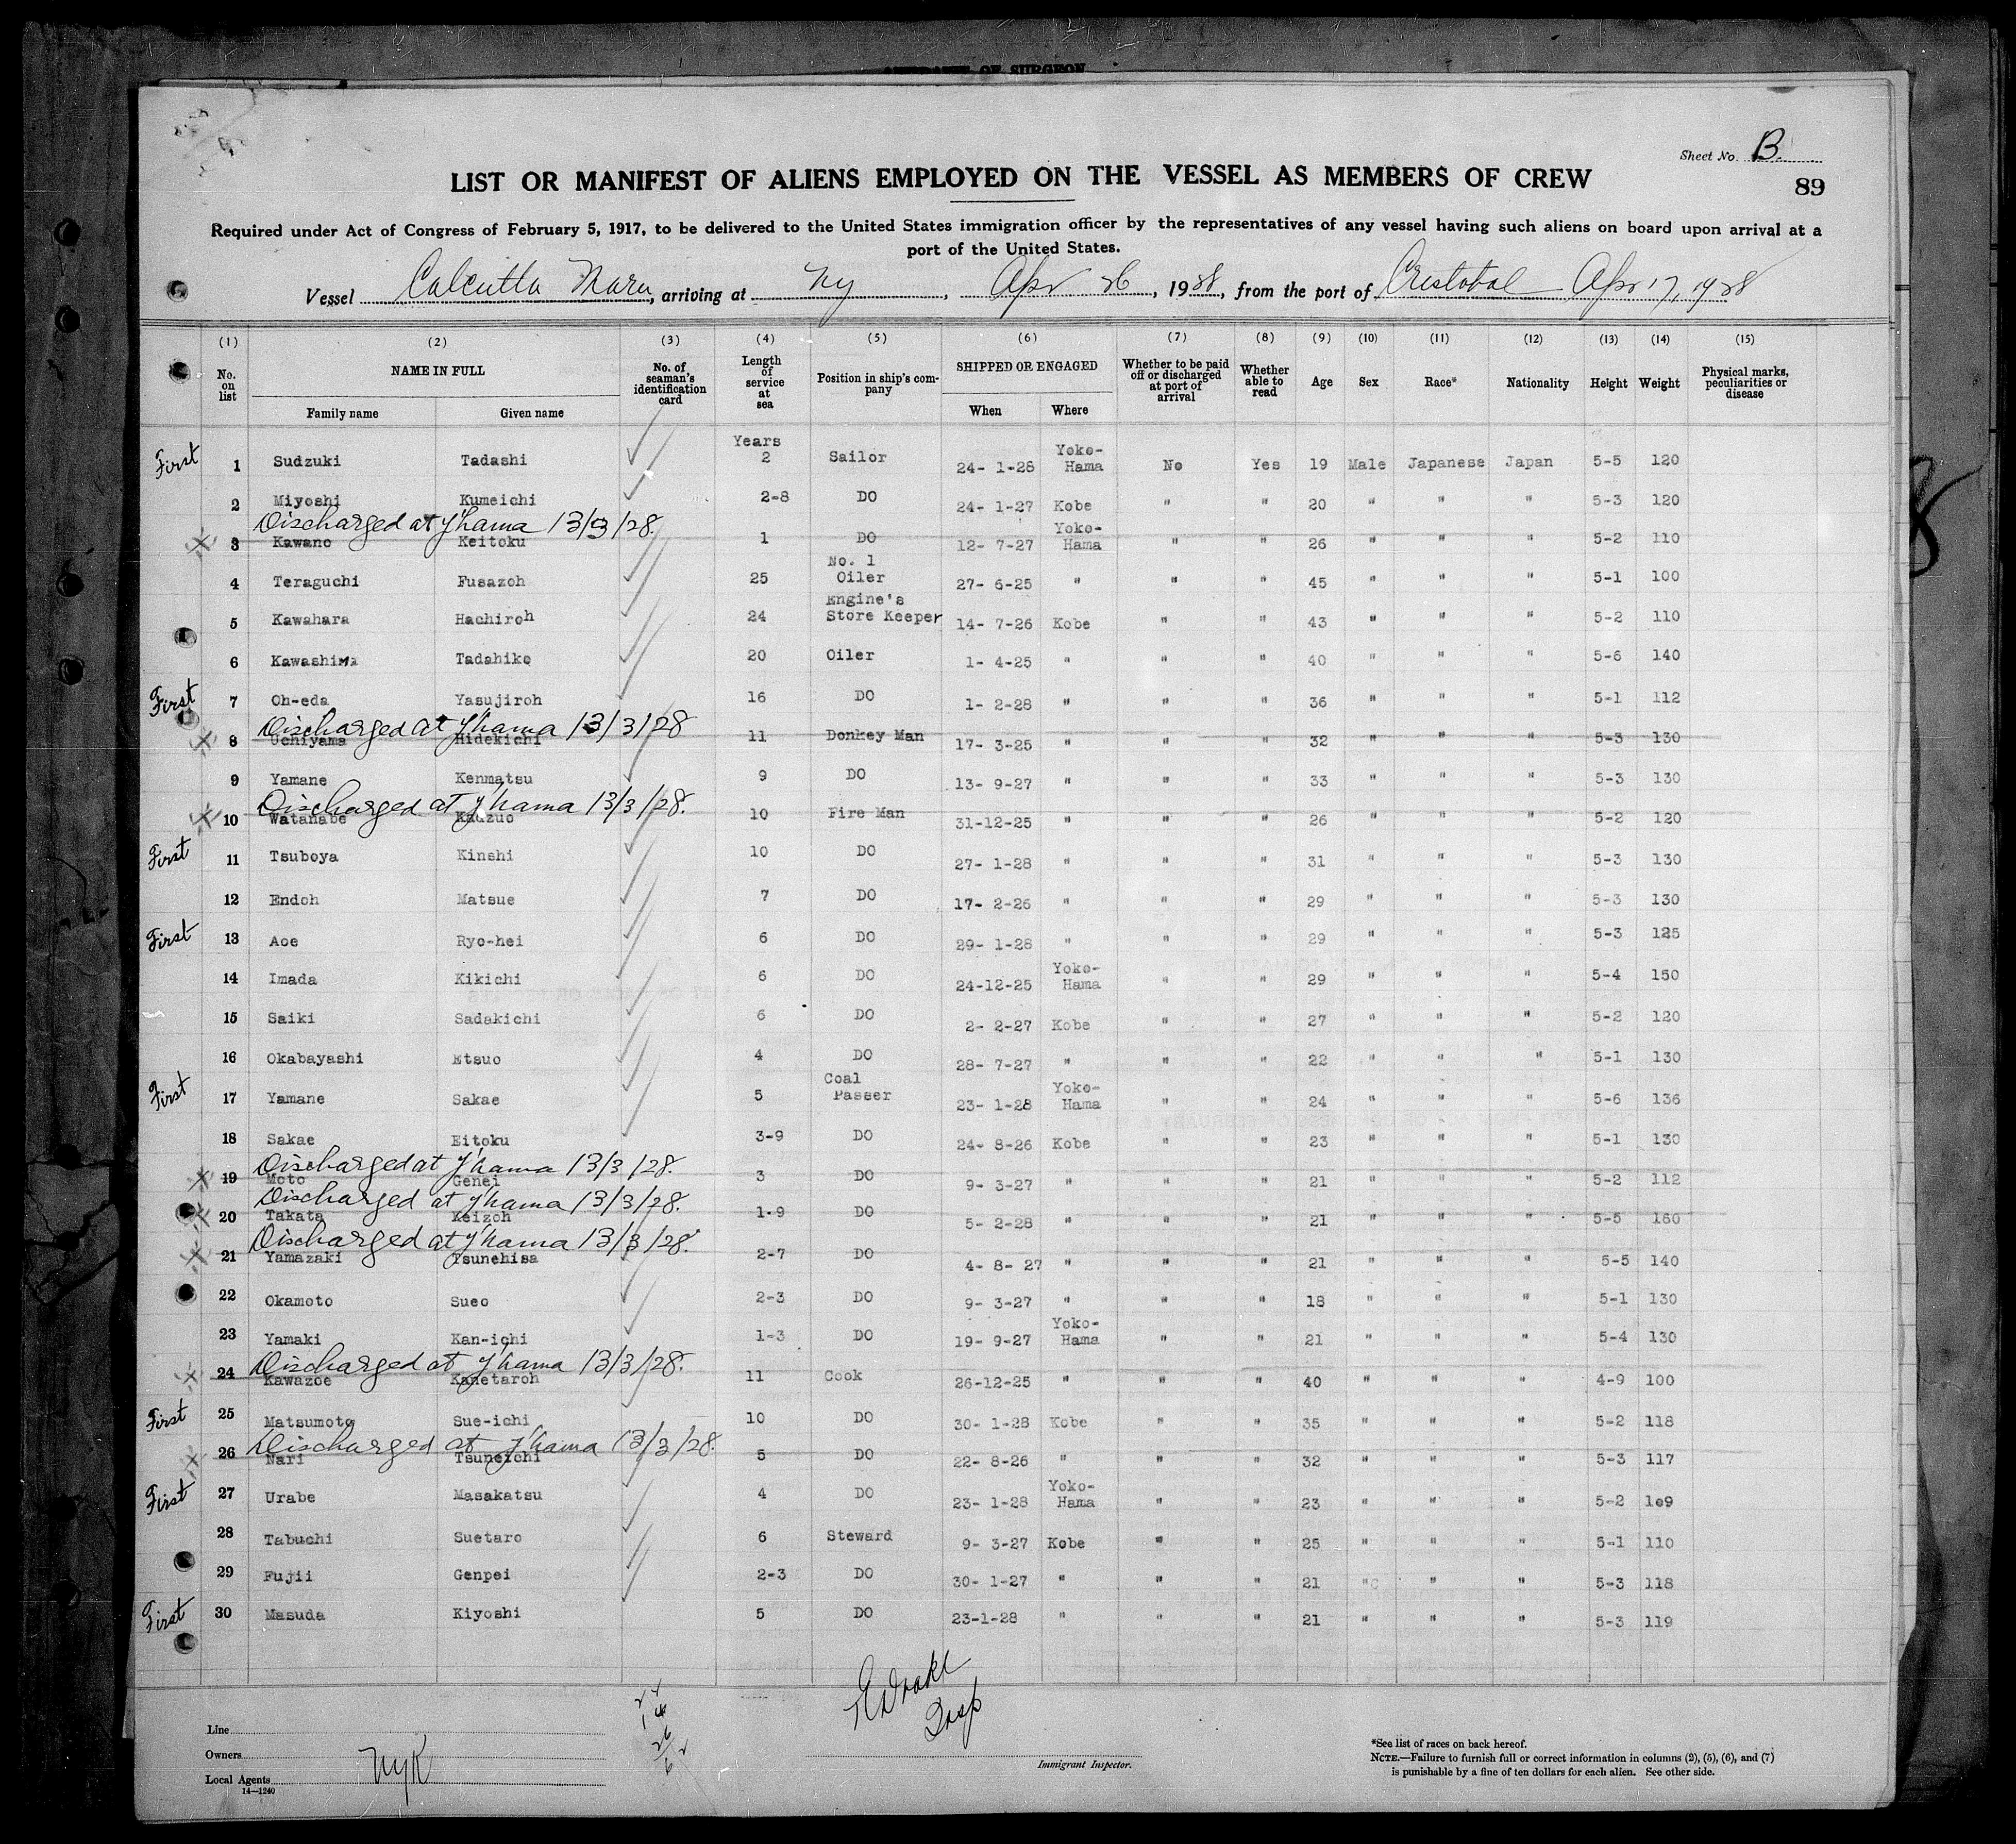 AFFIDAVIT OF SURGEON
Sheet No. B.
LIST OR MANIFEST OF ALIENS EMPLOYED ON THE VESSEL AS MEMBERS OF CREW
89
Required under Act of Congress of February 5, 1917, to be delivered to the United States immigration officer by the representatives of any vessel having such aliens on board upon arrival at a
port of the United States.
Vessel Calcutta Maru, arriving at Ny, Apr 26, 1928, from the port of Cristobal Apr 17, 1928
(1) (2) (3) (4) (5) (6) (7) (8) (9) (10) (11) (12) (13) (14) (15)
No. on list NAME IN FULL Family name Given name No. of seaman's identification card Length of service at sea Position in ship's company SHIPPED OR ENGAGED When Where Whether to be paid off or discharged at port of arrival Whether able to read Age Sex Race* Nationality Height Weight Physical marks, peculiarities or disease
First 1 Sudzuki Tadashi Years 2 Sailor 24- 1-28 Yoko-Hama No Yes 19 Male Japanese Japan 5-5 120
2 Miyoshi Kumeichi 2-8 DO 24- 1-27 Kobe " " 20 " " " 5-3 120
Discharged at Y'hama 13/3/28.
x 3 Kawano Keitoku 1 DO 12- 7-27 Yoko-Hama " " 26 " " " 5-2 110
4 Teraguchi Fusazoh 25 No. 1 Oiler 27- 6-25 " " " 45 " " " 5-1 100
5 Kawahara Hachiroh 24 Engine's Store Keeper 14- 7-26 Kobe " " 43 " " " 5-2 110
6 Kawashima Tadahiko 20 Oiler 1- 4-25 " " " 40 " " " 5-6 140
First 7 Oh-eda Yasujiroh 16 DO 1- 2-28 " " " 36 " " " 5-1 112
Discharged at Y'hama 13/3/28
x 8 Uchiyama Hidekichi 11 Donkey Man 17- 3-25 " " " 32 " " " 5-3 130
9 Yamane Kenmatsu 9 DO 13- 9-27 " " " 33 " " " 5-3 130
Discharged at Y'hama 13/3/28.
x 10 Watanabe Kadzuo 10 Fire Man 31-12-25 " " " 26 " " " 5-2 120
First 11 Tsuboya Kinshi 10 DO 27- 1-28 " " " 31 " " " 5-3 130
12 Endoh Matsue 7 DO 17- 2-26 " " " 29 " " " 5-3 130
First 13 Aoe Ryo-hei 6 DO 29- 1-28 " " " 29 " " " 5-3 125
14 Imada Kikichi 6 DO 24-12-25 Yoko-Hama " " 29 " " " 5-4 150
15 Saiki Sadakichi 6 DO 2- 2-27 Kobe " " 27 " " " 5-2 120
16 Okabayashi Etsuo 4 DO 28- 7-27 " " " 22 " " " 5-1 130
First 17 Yamane Sakae 5 Coal Passer 23- 1-28 Yoko-Hama " " 24 " " " 5-6 136
18 Sakae Eitoku 3-9 DO 24- 8-26 Kobe " " 23 " " " 5-1 130
Discharged at Y'hama 13/3/28.
x 19 Moto Genei 3 DO 9- 3-27 " " " 21 " " " 5-2 112
Discharged at Y'hama 13/3/28.
x 20 Takata Keizoh 1-9 DO 5- 2-28 " " " 21 " " " 5-5 160
Discharged at Y'hama 13/3/28.
x 21 Yamazaki Tsunehisa 2-7 DO 4- 8- 27 " " " 21 " " " 5-5 140
22 Okamoto Sueo 2-3 DO 9- 3-27 " " " 18 " " " 5-1 130
23 Yamaki Kan-ichi 1-3 DO 19- 9-27 Yoko-Hama " " 21 " " " 5-4 130
Discharged at Y'hama 13/3/28.
x 24 Kawazoe Kanetaroh 11 Cook 26-12-25 " " " 40 " " " 4-9 100
First 25 Matsumoto Sue-ichi 10 DO 30- 1-28 Kobe " " 35 " " " 5-2 118
Discharged at Y'hama 13/3/28.
x 26 Nari Tsuneichi 5 DO 22- 8-26 " " " 32 " " " 5-3 117
First 27 Urabe Masakatsu 4 DO 23- 1-28 Yoko-Hama " " 23 " " " 5-2 109
28 Tabuchi Suetaro 6 Steward 9- 3-27 Kobe " " 25 " " " 5-1 110
29 Fujii Genpei 2-3 DO 30- 1-27 " " " 21 " " " 5-3 118
First 30 Masuda Kiyoshi 5 DO 23-1-28 " " " 21 " " " 5-3 119
Line
Owners
Local Agents NYK
14—1240
Insp
Immigrant Inspector.
*See list of races on back hereof.
NOTE.—Failure to furnish full or correct information in columns (2), (5), (6), and (7)
is punishable by a fine of ten dollars for each alien. See other side.